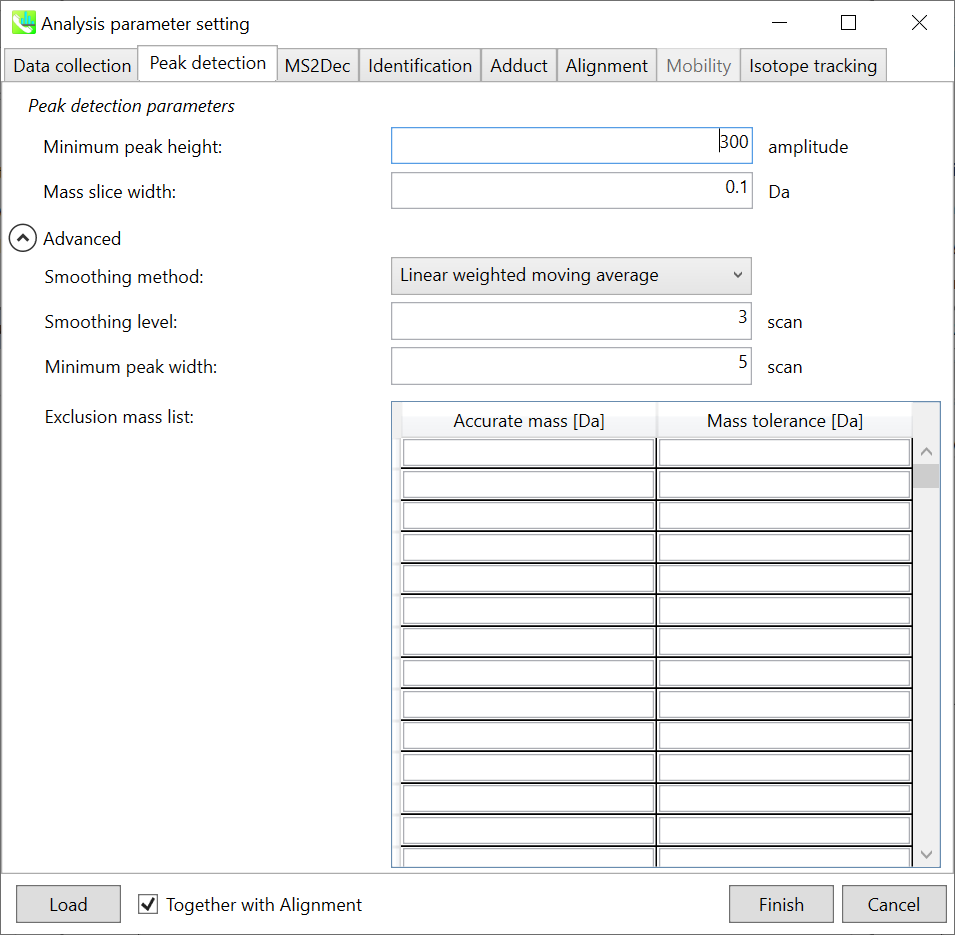 Analysis parameter setting
Data collection Peak detection MS2Dec Identification Adduct Alignment Mobility Isotope tracking
Peak detection parameters
Minimum peak height: 300 amplitude
Mass slice width: 0.1 Da
Advanced
Smoothing method: Linear weighted moving average
Smoothing level: 3 scan
Minimum peak width: 5 scan
Exclusion mass list: Accurate mass [Da] Mass tolerance [Da]
Load Together with Alignment Finish Cancel